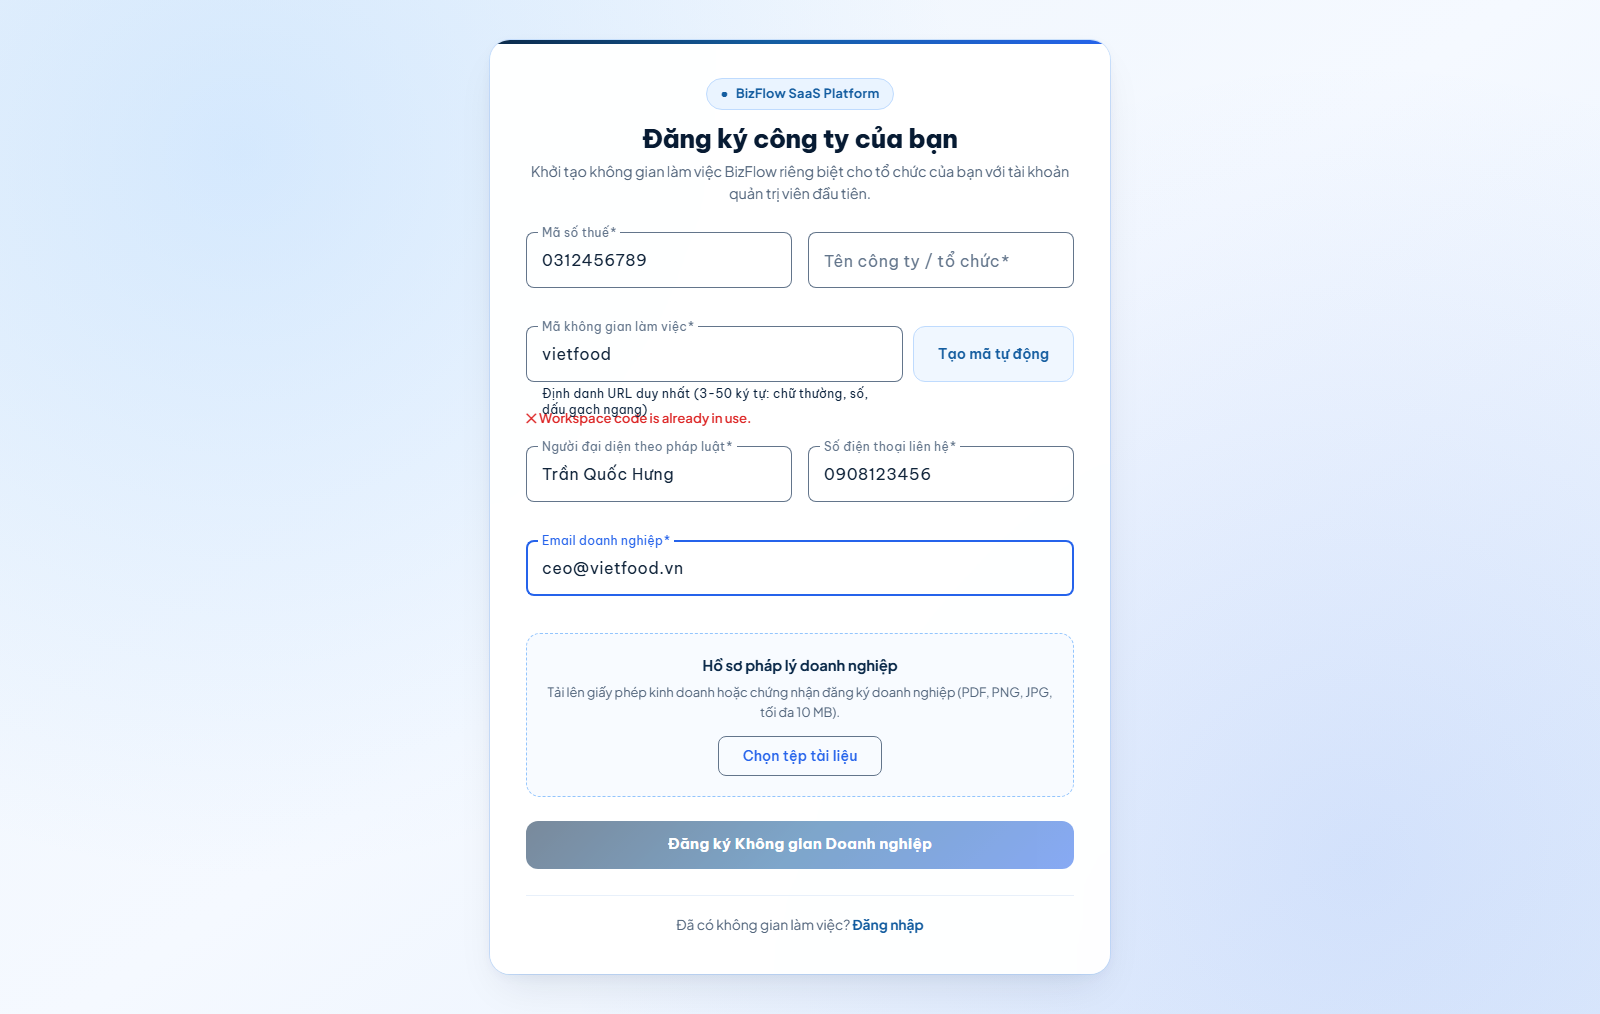 BizFlow SaaS Platform
Đăng ký công ty của bạn
Khởi tạo không gian làm việc BizFlow riêng biệt cho tổ chức của bạn với tài khoản
quản trị viên đầu tiên.
Mã số thuế*
0312456789
Tên công ty / tổ chức*
Mã không gian làm việc*
vietfood
Tạo mã tự động
Định danh URL duy nhất (3-50 ký tự: chữ thường, số,
dấu gạch ngang)
Workspace code is already in use.
Người đại diện theo pháp luật*
Trần Quốc Hưng
Số điện thoại liên hệ*
0908123456
Email doanh nghiệp*
ceo@vietfood.vn
Hồ sơ pháp lý doanh nghiệp
Tải lên giấy phép kinh doanh hoặc chứng nhận đăng ký doanh nghiệp (PDF, PNG, JPG,
tối đa 10 MB).
Chọn tệp tài liệu
Đăng ký Không gian Doanh nghiệp
Đã có không gian làm việc? Đăng nhập